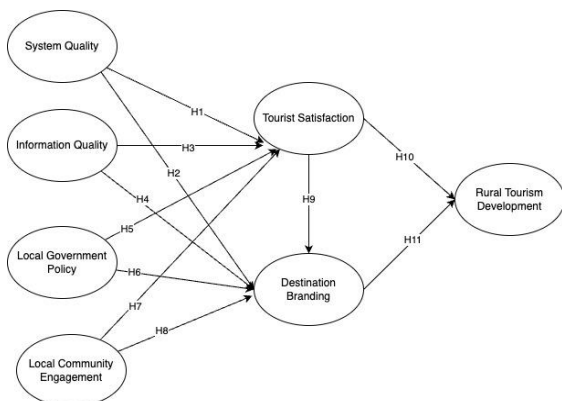 System Quality
H1
Tourist Satisfaction
Information Quality
H3
H2
H10
Rural Tourism
Development
H4
H9
H5
H11
Local Government
Policy
H6
Destination
Branding
H7
H8
Local Community
Engagement